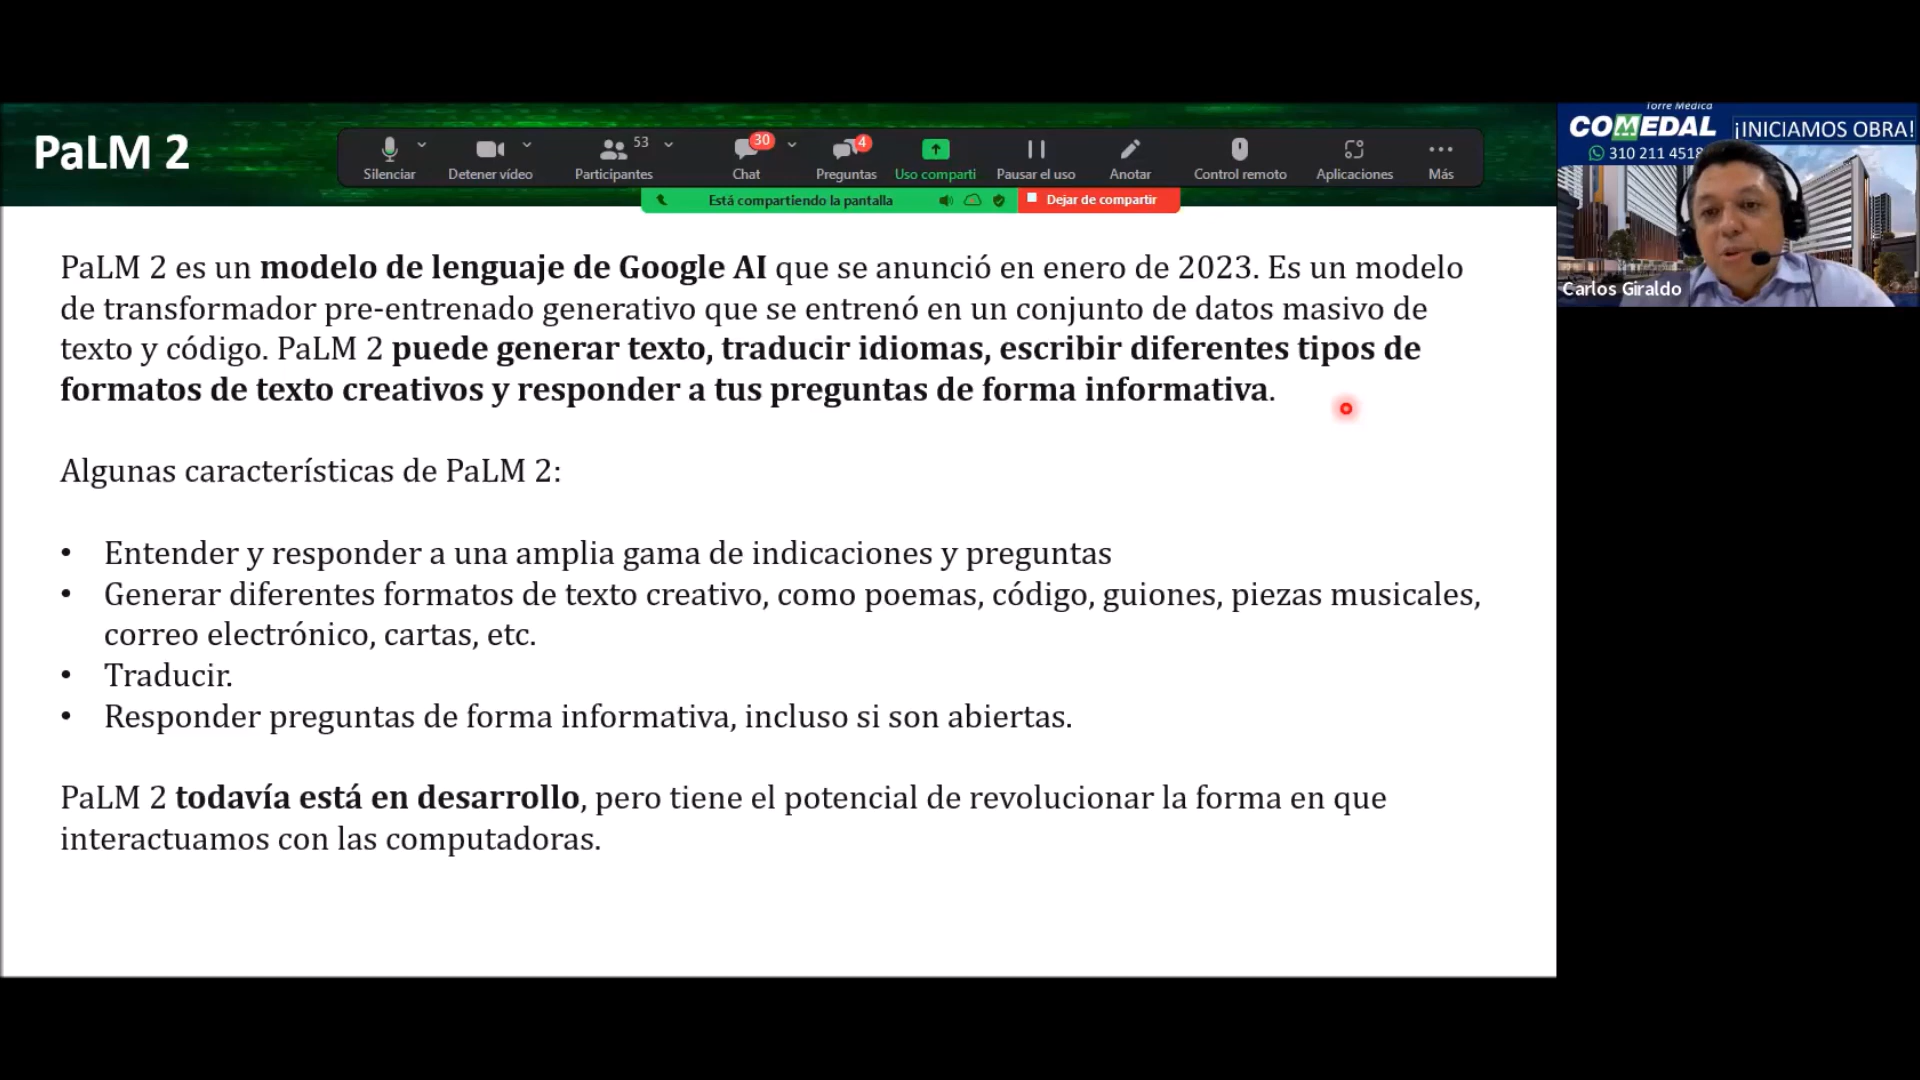 PaLM 2
53
30
4
Silenciar
Detener vídeo
Participantes
Chat
Preguntas
Uso comparti
Pausar el uso
Anotar
Control remoto
Aplicaciones
Más
Está compartiendo la pantalla
Dejar de compartir
Torre Médica
COMEDAL
¡INICIAMOS OBRA!
310 211 4518
Carlos Giraldo
PaLM 2 es un modelo de lenguaje de Google AI que se anunció en enero de 2023. Es un modelo
de transformador pre-entrenado generativo que se entrenó en un conjunto de datos masivo de
texto y código. PaLM 2 puede generar texto, traducir idiomas, escribir diferentes tipos de
formatos de texto creativos y responder a tus preguntas de forma informativa.
Algunas características de PaLM 2:
• Entender y responder a una amplia gama de indicaciones y preguntas
• Generar diferentes formatos de texto creativo, como poemas, código, guiones, piezas musicales,
correo electrónico, cartas, etc.
• Traducir.
• Responder preguntas de forma informativa, incluso si son abiertas.
PaLM 2 todavía está en desarrollo, pero tiene el potencial de revolucionar la forma en que
interactuamos con las computadoras.